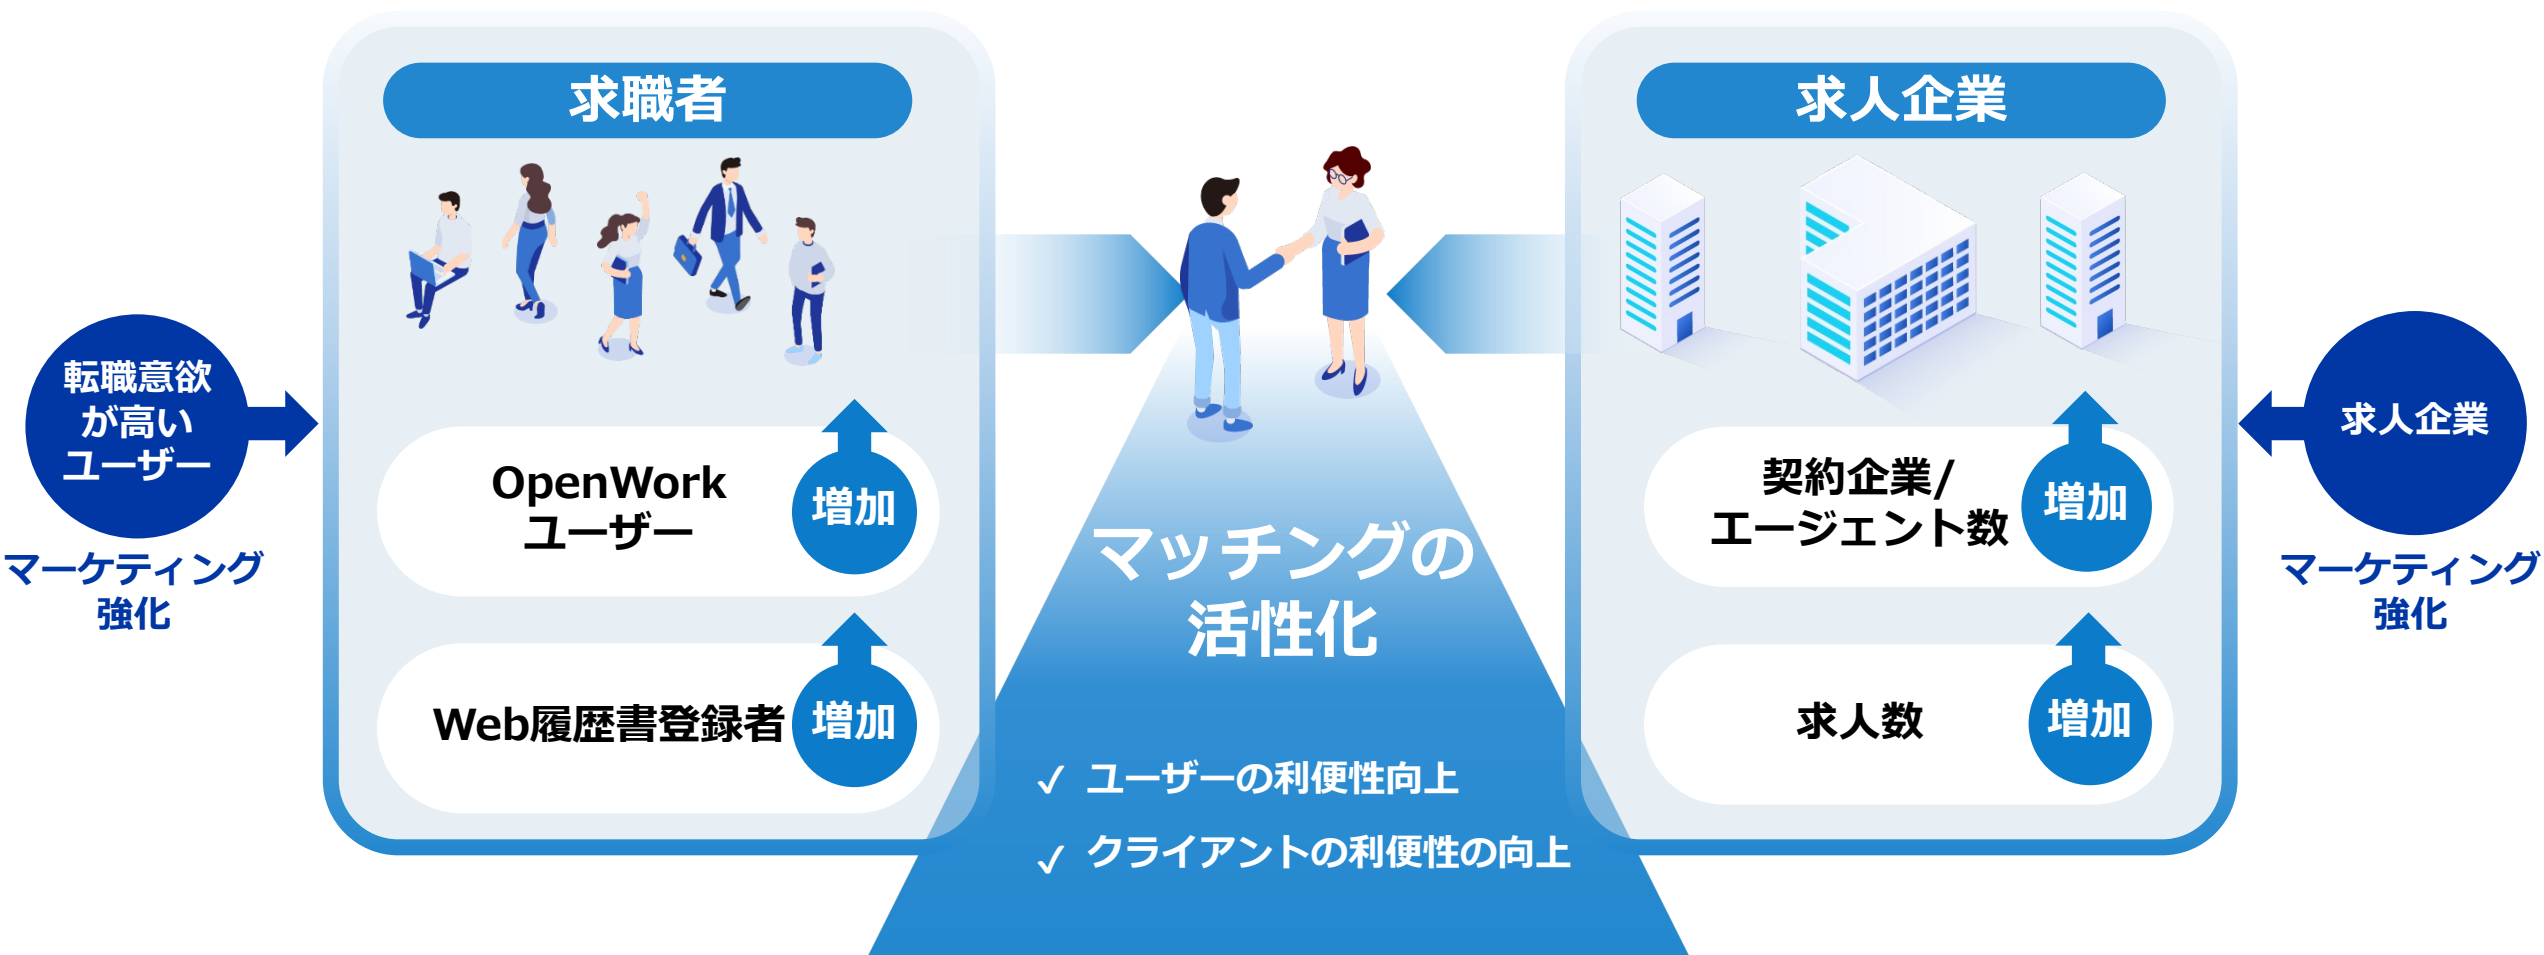 求職者
求人企業
転職意欲
が高い
ユーザー
マーケティング
強化
OpenWork
ユーザー
増加
Web履歴書登録者
増加
マッチングの
活性化
✓ ユーザーの利便性向上
✓ クライアントの利便性の向上
契約企業/
エージェント数
増加
求人数
増加
求人企業
マーケティング
強化